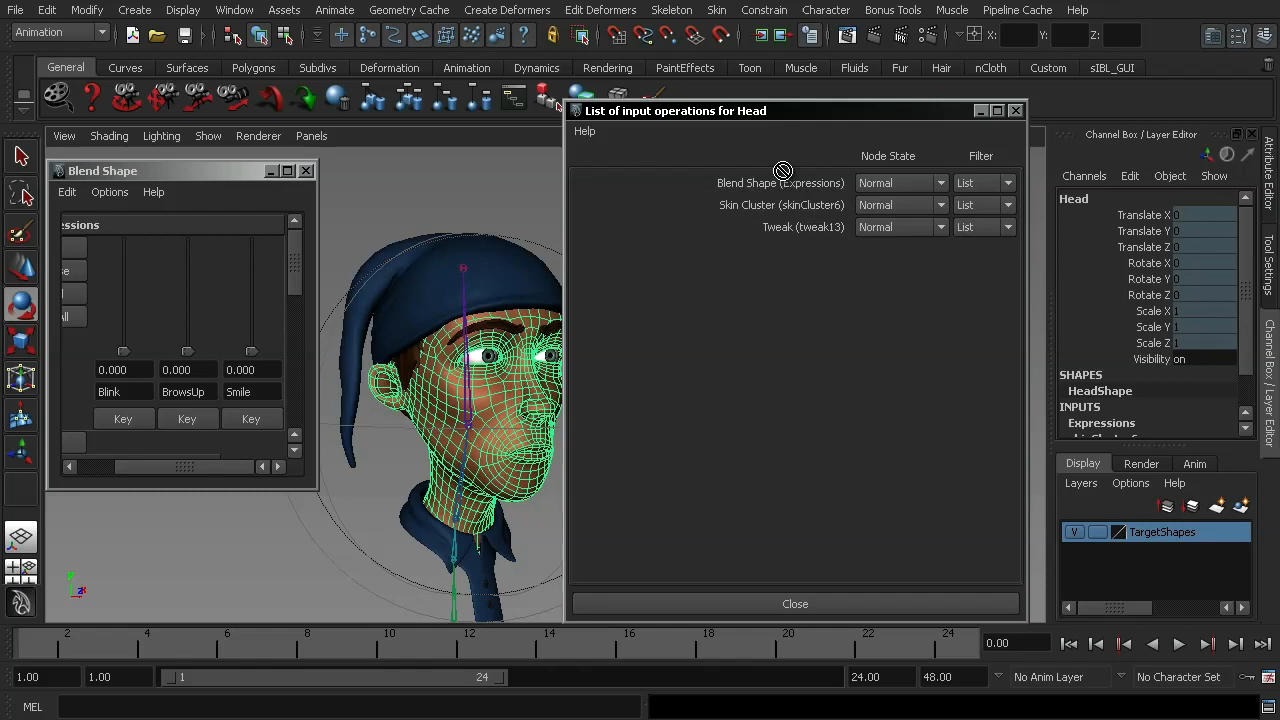 File Edit Modify Create Display Window Assets Animate Geometry Cache Create Deformers Edit Deformers Skeleton Skin Constrain Character Bonus Tools Muscle Pipeline Cache Help
Animation X: Y: Z:
General Curves Surfaces Polygons Subdivs Deformation Animation Dynamics Rendering PaintEffects Toon Muscle Fluids Fur Hair nCloth Custom sIBL_GUI
View Shading Lighting Show Renderer Panels
Blend Shape
Edit Options Help
essions
se
All
0.000 0.000 0.000
Blink BrowsUp Smile
Key Key Key
List of input operations for Head
Help
Node State Filter
Blend Shape (Expressions) Normal List
Skin Cluster (skinCluster6) Normal List
Tweak (tweak13) Normal List
Close
Channel Box / Layer Editor
Channels Edit Object Show
Head
Translate X 0
Translate Y 0
Translate Z 0
Rotate X 0
Rotate Y 0
Rotate Z 0
Scale X 1
Scale Y 1
Scale Z 1
Visibility on
SHAPES
HeadShape
INPUTS
Expressions
Display Render Anim
Layers Options Help
V TargetShapes
Attribute Editor
Tool Settings
Channel Box / Layer Editor
2 4 6 8 10 12 14 16 18 20 22 24 0.00
1.00 1.00 1 24 24.00 48.00 No Anim Layer No Character Set
MEL